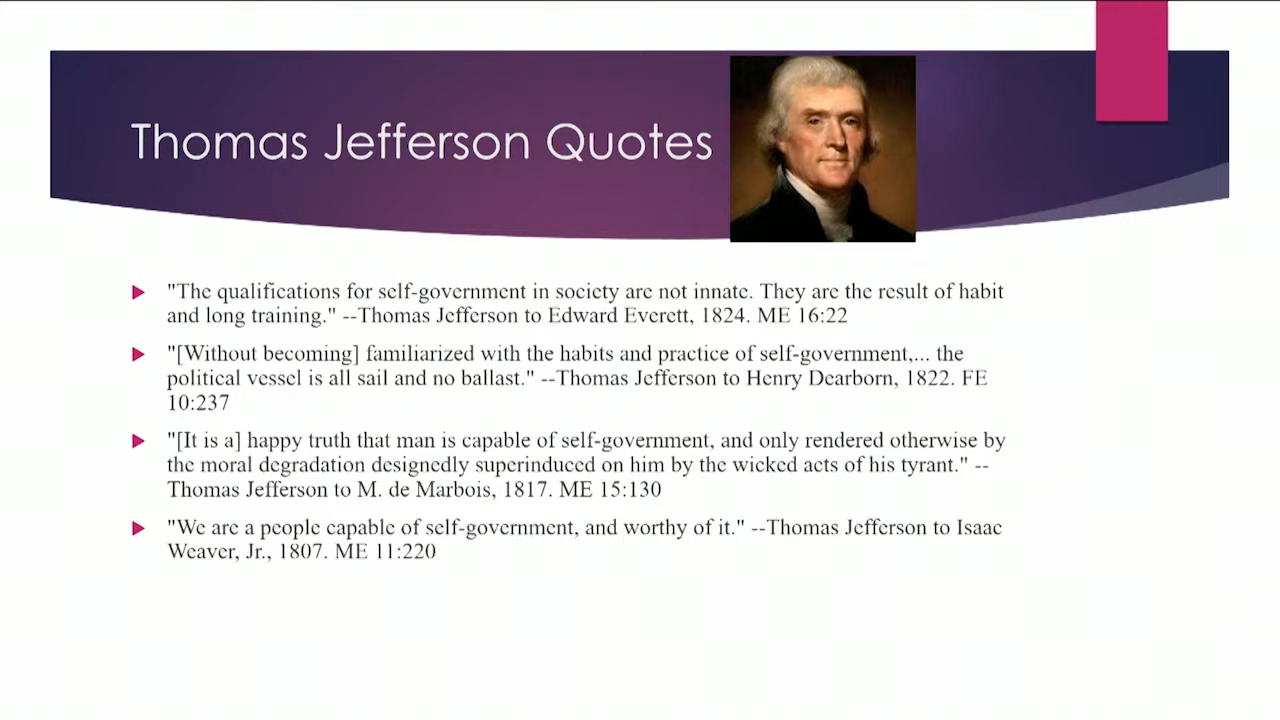 Thomas Jefferson Quotes
"The qualifications for self-government in society are not innate. They are the result of habit
and long training." --Thomas Jefferson to Edward Everett, 1824. ME 16:22
"[Without becoming] familiarized with the habits and practice of self-government,... the
political vessel is all sail and no ballast." --Thomas Jefferson to Henry Dearborn, 1822. FE
10:237
"[It is a] happy truth that man is capable of self-government, and only rendered otherwise by
the moral degradation designedly superinduced on him by the wicked acts of his tyrant." --
Thomas Jefferson to M. de Marbois, 1817. ME 15:130
"We are a people capable of self-government, and worthy of it." --Thomas Jefferson to Isaac
Weaver, Jr., 1807. ME 11:220